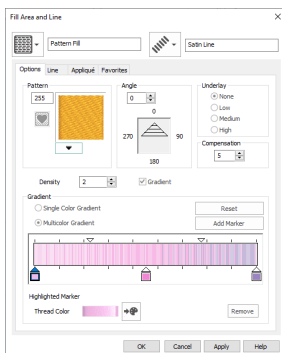 Fill Area and Line
Pattern Fill
Satin Line
Options Line Appliqué Favorites
Pattern
255
Angle
0
0
270
90
180
Underlay
None
Low
Medium
High
Compensation
5
Density
2
Gradient
Gradient
Single Color Gradient
Reset
Multicolor Gradient
Add Marker
Highlighted Marker
Thread Color
Remove
OK
Cancel
Apply
Help